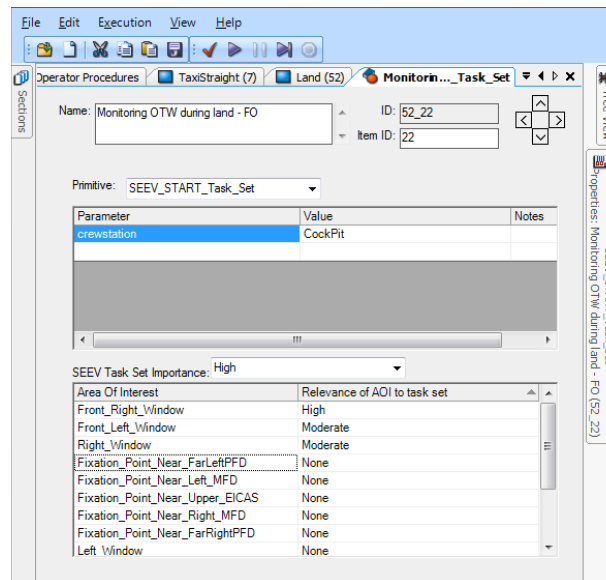 File Edit Execution View Help
Operator Procedures TaxiStraight (7) Land (52) Monitorin..._Task_Set
Sections
Name: Monitoring OTW during land - FO ID: 52_22
Item ID: 22
Primitive: SEEV_START_Task_Set
Parameter Value Notes
crewstation CockPit
SEEV Task Set Importance: High
Area Of Interest Relevance of AOI to task set
Front_Right_Window High
Front_Left_Window Moderate
Right_Window Moderate
Fixation_Point_Near_FarLeftPFD None
Fixation_Point_Near_Left_MFD None
Fixation_Point_Near_Upper_EICAS None
Fixation_Point_Near_Right_MFD None
Fixation_Point_Near_FarRightPFD None
Left_Window None
Tree View
Properties: Monitoring OTW during land - FO (52_22)